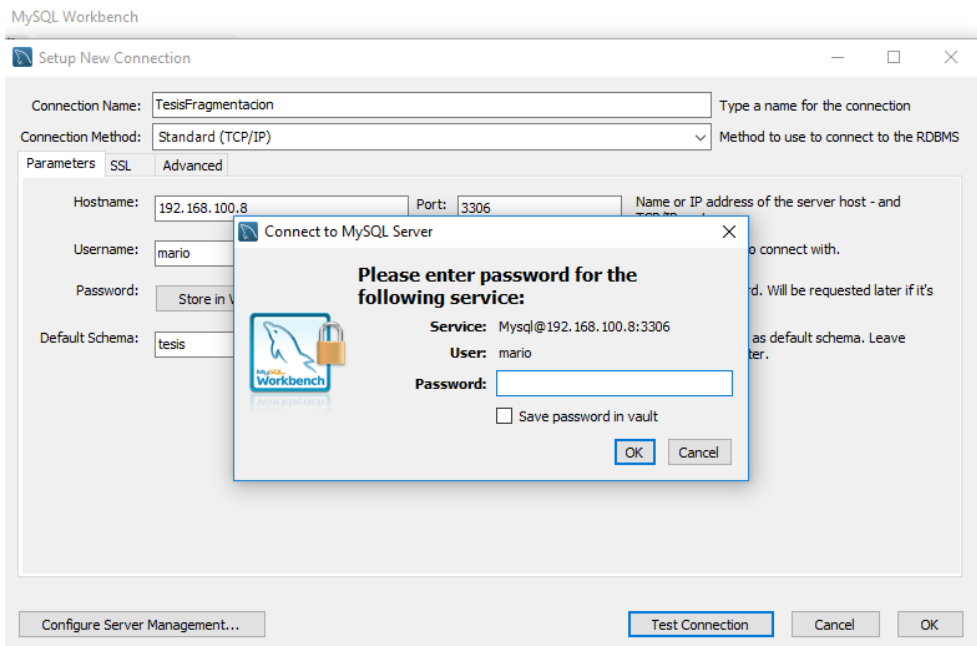 MySQL Workbench
Setup New Connection
Connection Name: TesisFragmentacion Type a name for the connection
Connection Method: Standard (TCP/IP) Method to use to connect to the RDBMS
Parameters SSL Advanced
Hostname: 192.168.100.8 Port: 3306 Name or IP address of the server host - and
Connect to MySQL Server
Username: mario o connect with.
Please enter password for the
following service:
Password: Store in rd. Will be requested later if it's
Service: Mysql@192.168.100.8:3306
Default Schema: tesis as default schema. Leave
ter.
User: mario
MySQL
Workbench
Password:
Save password in vault
OK Cancel
Configure Server Management... Test Connection Cancel OK